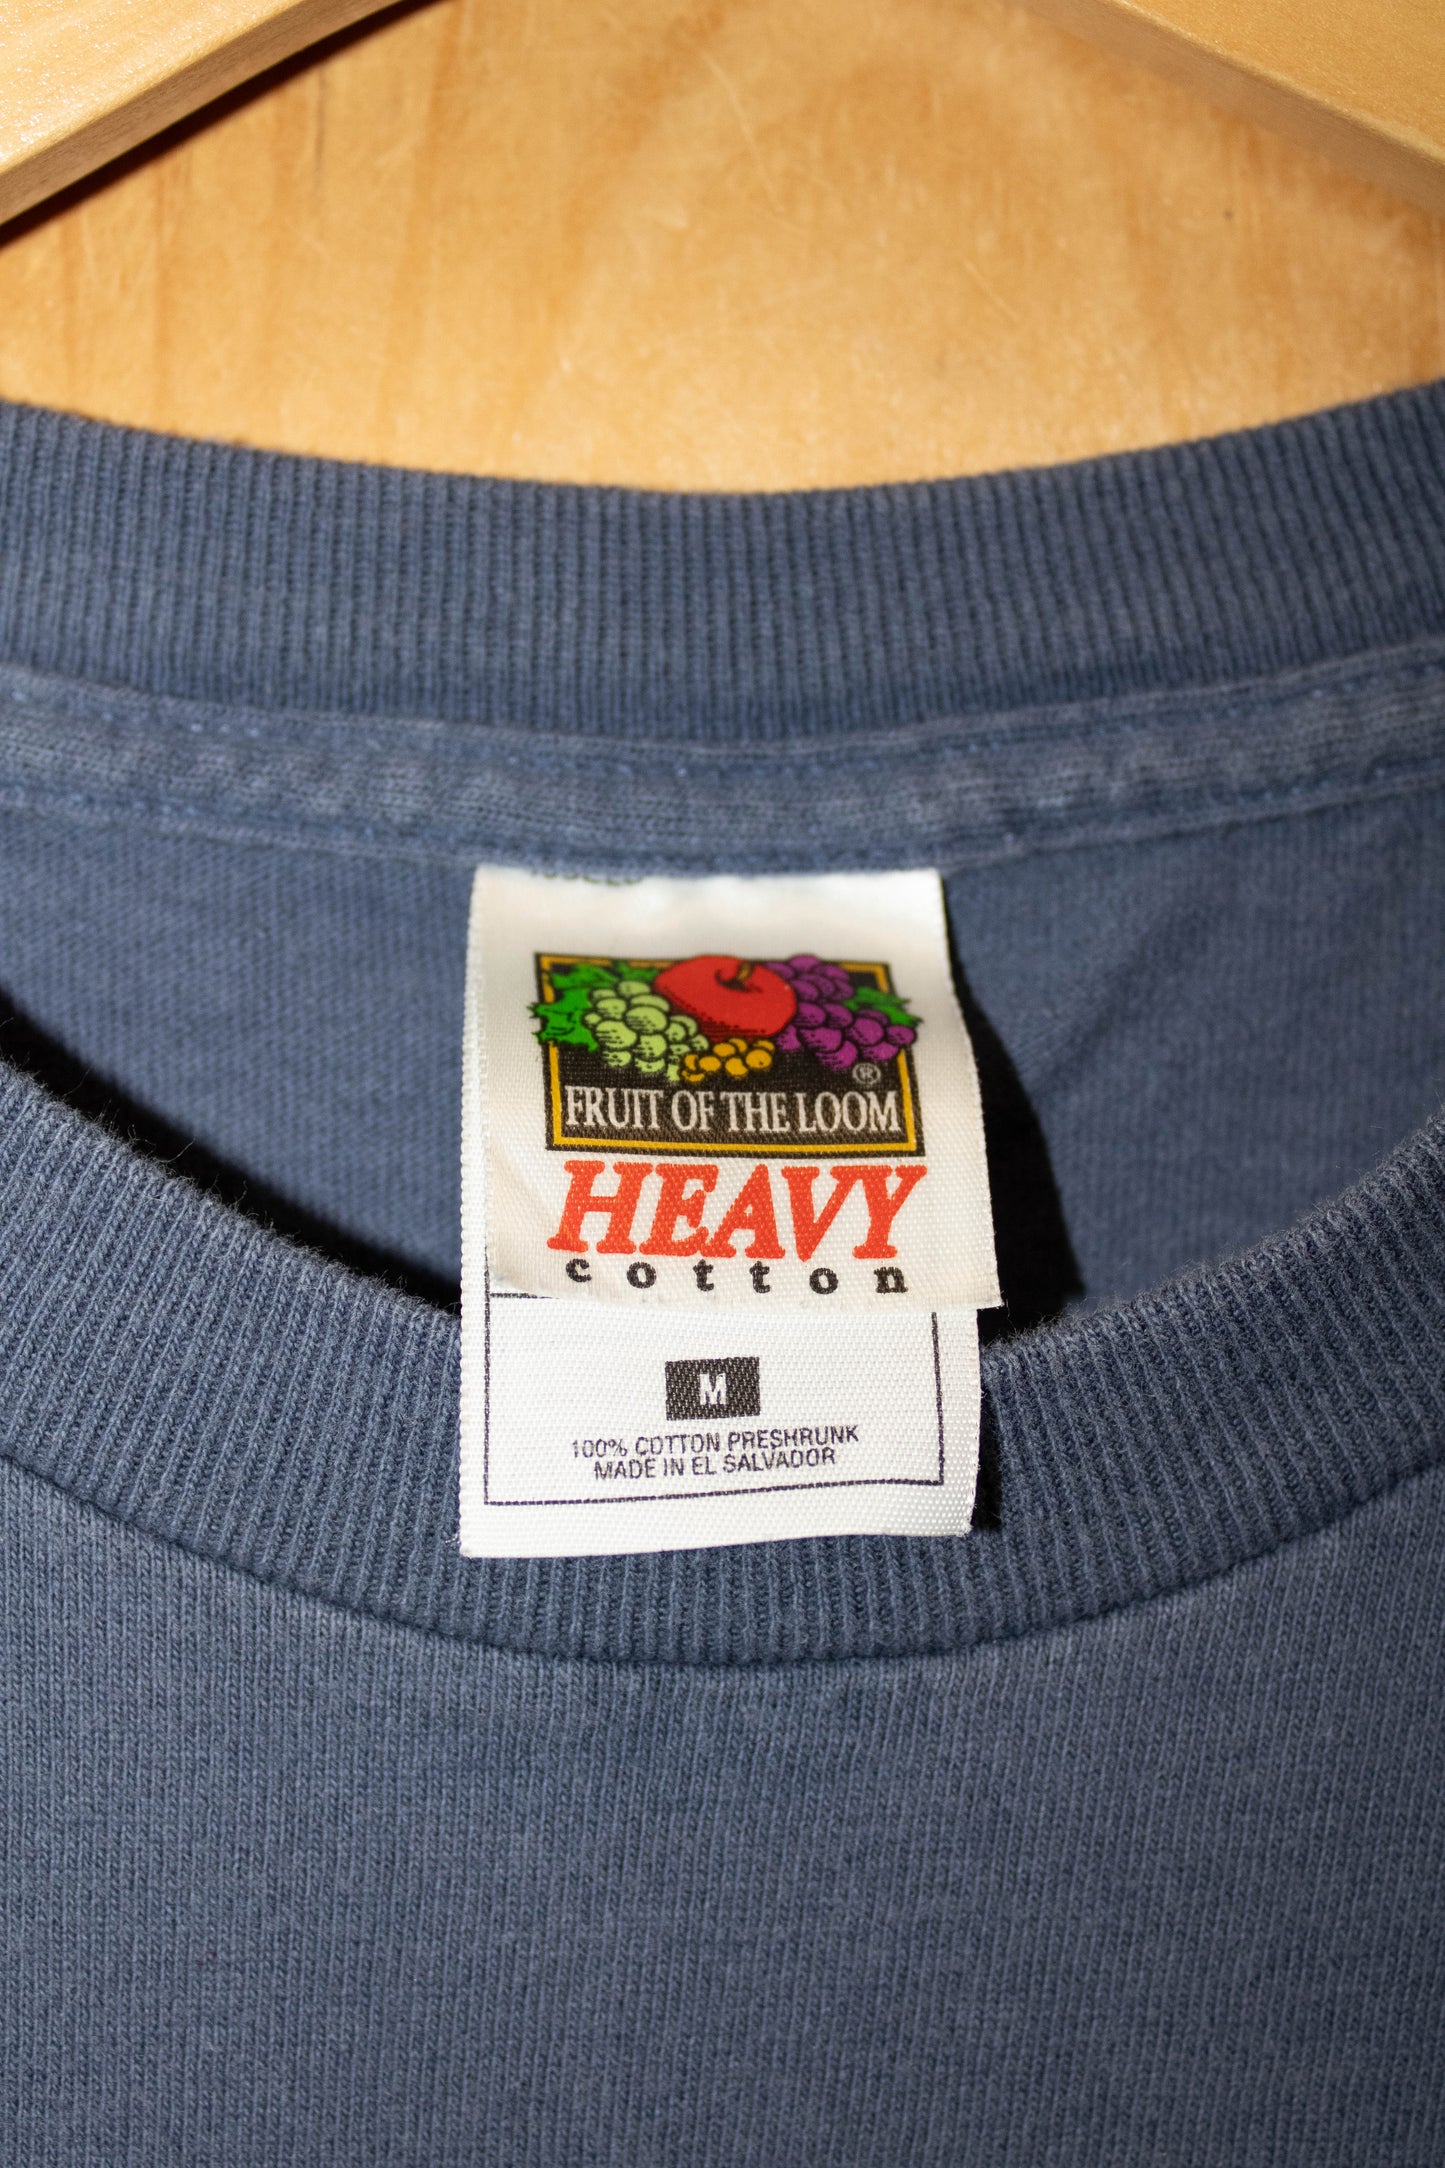 ®
FRUIT OF THE LOOM
HEAVY
cotton
M
100% COTTON PRESHRUNK
MADE IN EL SALVADOR